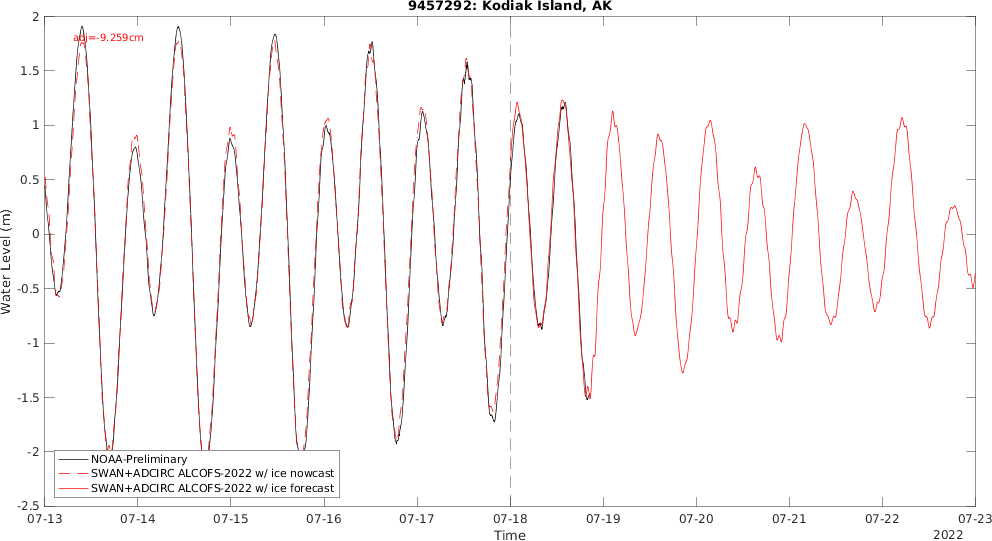 9457292: Kodiak Island, AK
adj=-9.259cm
Water Level (m)
2
1.5
1
0.5
0
-0.5
-1
-1.5
-2
-2.5
NOAA-Preliminary
SWAN+ADCIRC ALCOFS-2022 w/ ice nowcast
SWAN+ADCIRC ALCOFS-2022 w/ ice forecast
07-13 07-14 07-15 07-16 07-17 07-18 07-19 07-20 07-21 07-22 07-23
Time
2022